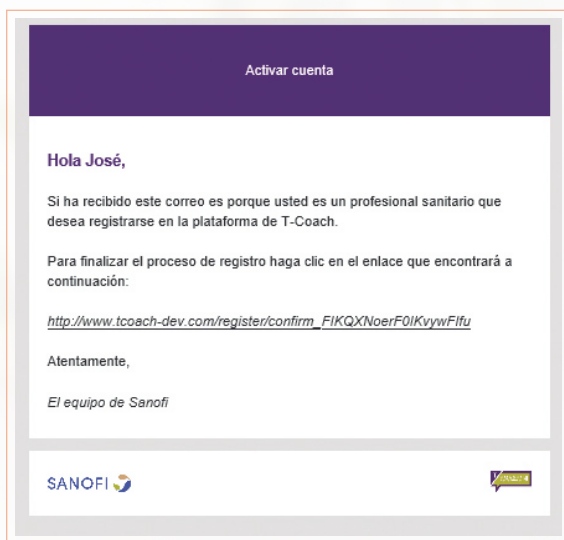 Activar cuenta
Hola José,
Si ha recibido este correo es porque usted es un profesional sanitario que
desea registrarse en la plataforma de T-Coach.
Para finalizar el proceso de registro haga clic en el enlace que encontrará a
continuación:
http://www.tcoach-dev.com/register/confirm_FIKQXNoerF0IKvywFIfu
Atentamente,
El equipo de Sanofi
SANOFI